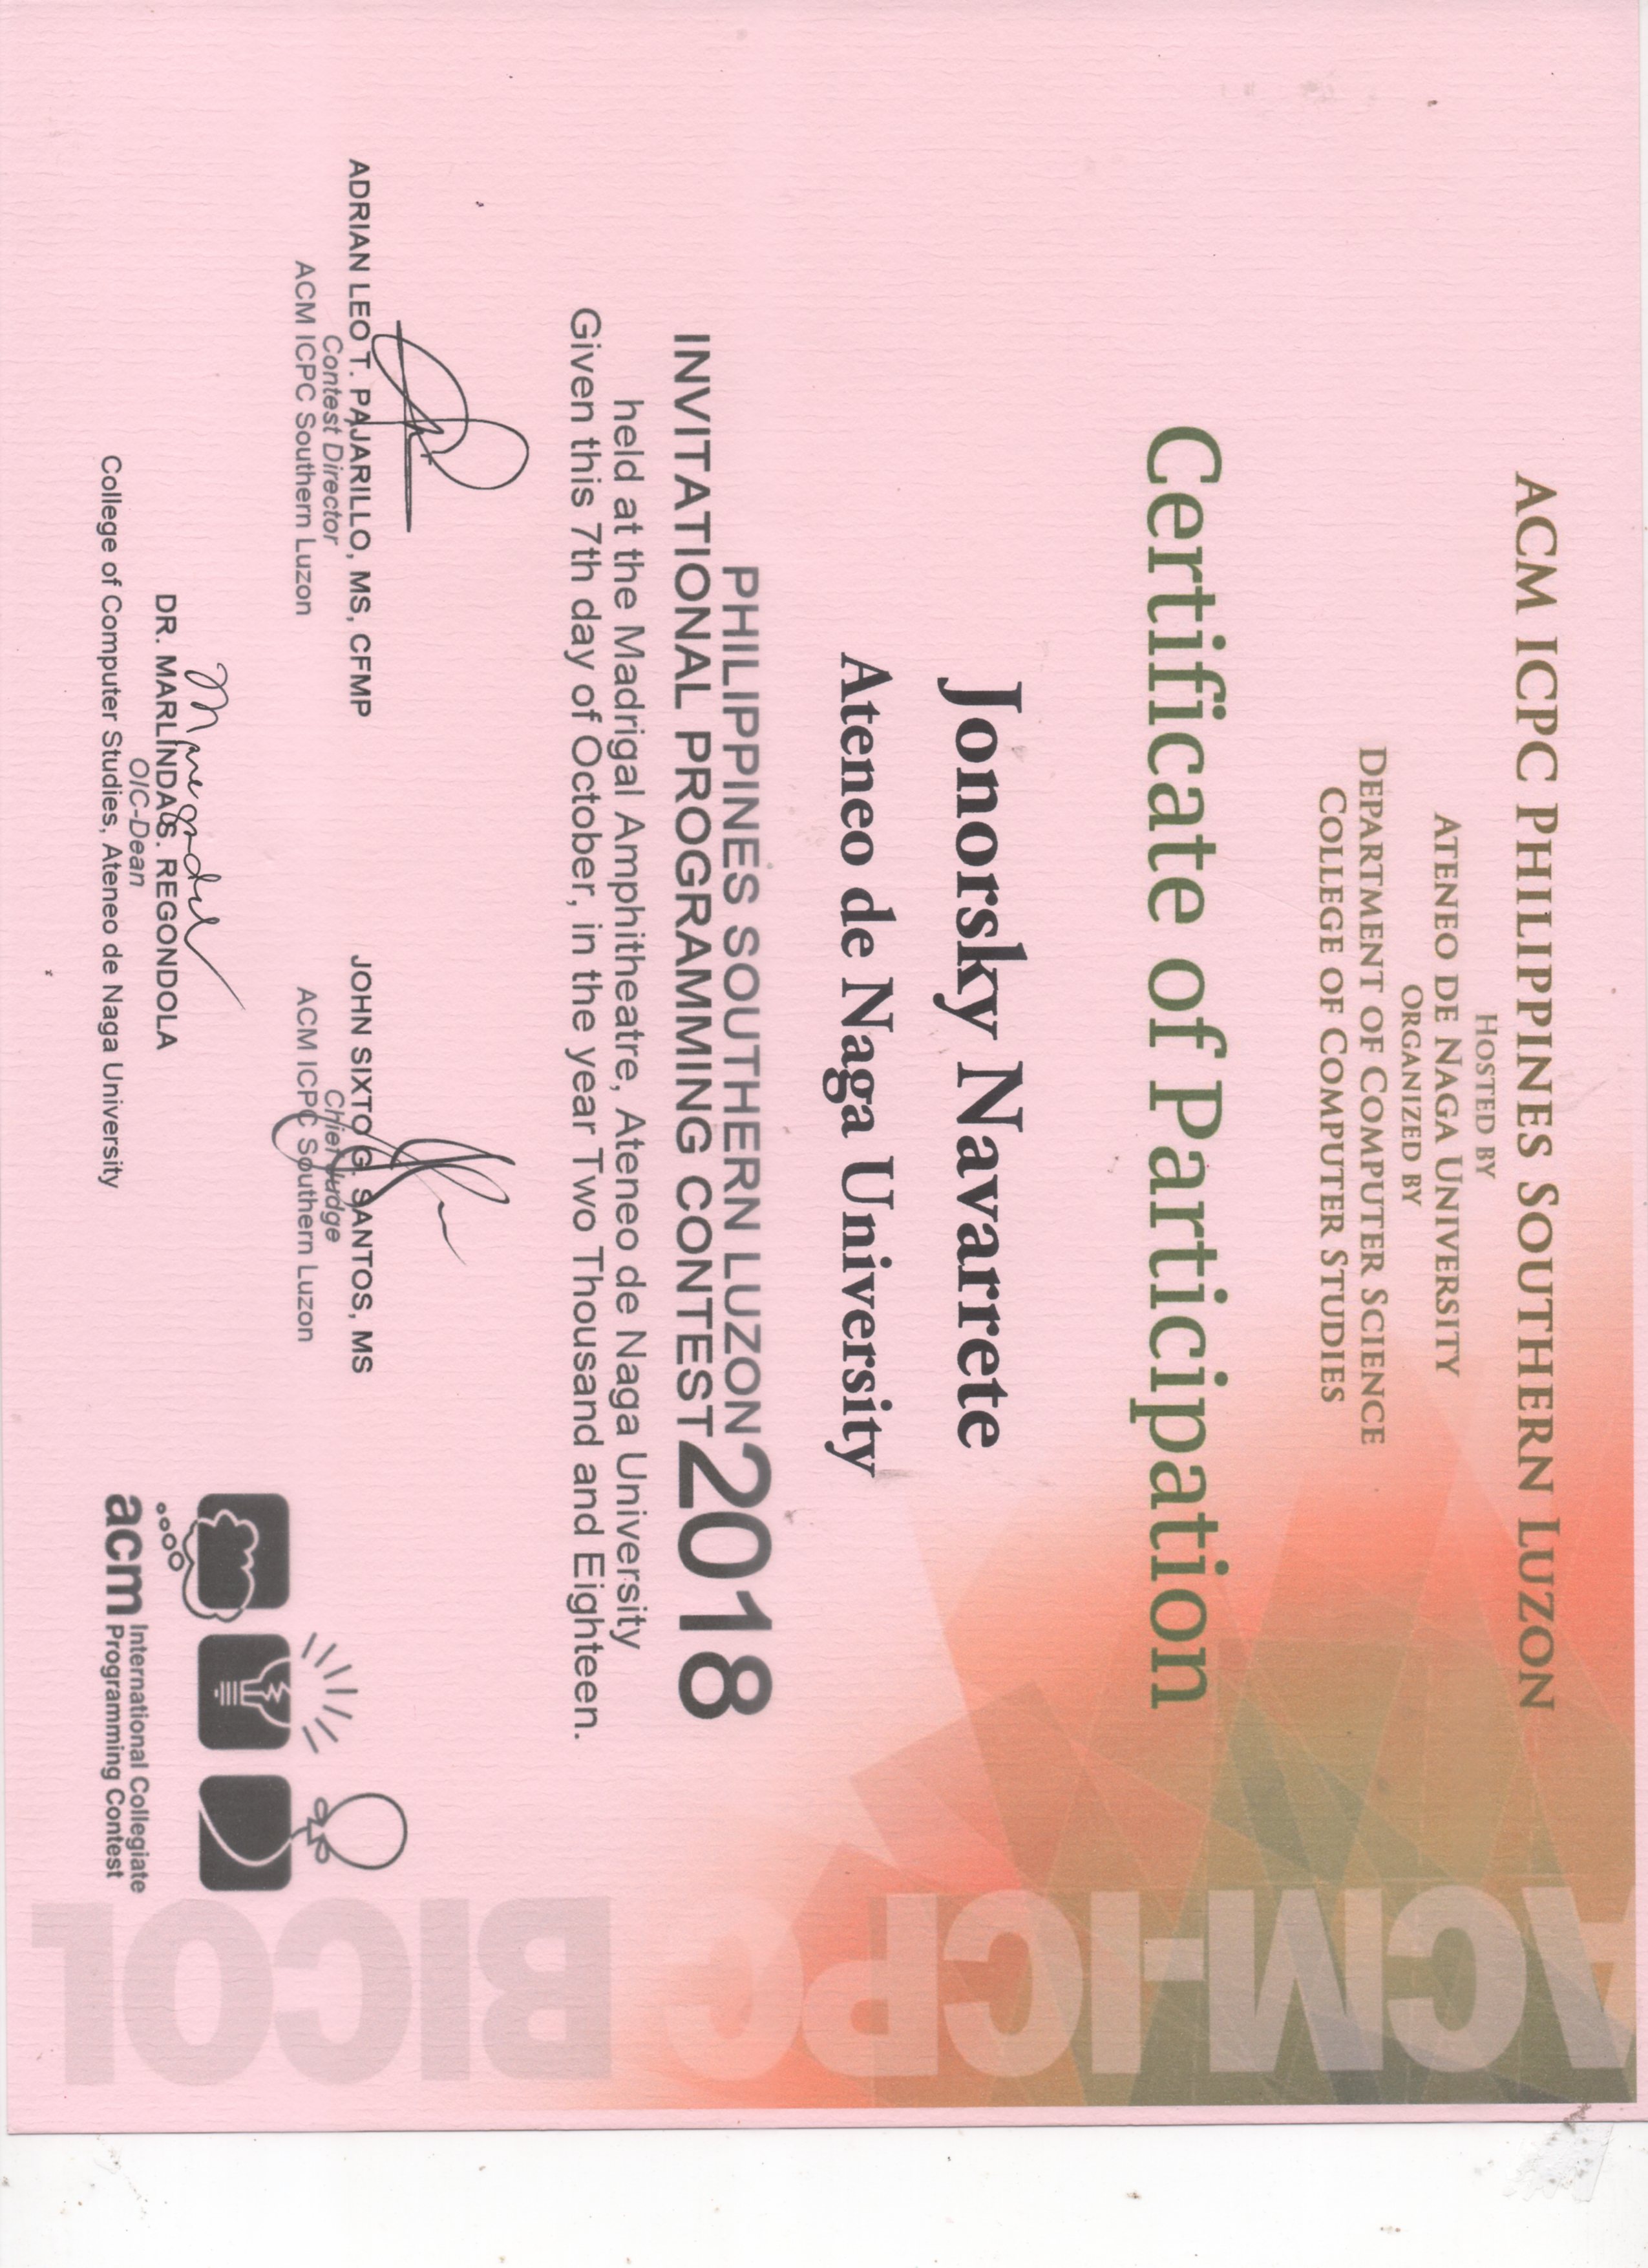 ACM ICPC PHILIPPINES SOUTHERN LUZON
HOSTED BY
ATENEO DE NAGA UNIVERSITY
ORGANIZED BY
DEPARTMENT OF COMPUTER SCIENCE
COLLEGE OF COMPUTER STUDIES
Certificate of Participation
Jonorsky Navarrete
Ateneo de Naga University
PHILIPPINES SOUTHERN LUZON
INVITATIONAL PROGRAMMING CONTEST 2018
held at the Madrigal Amphitheatre, Ateneo de Naga University
Given this 7th day of October, in the year Two Thousand and Eighteen.
ADRIAN LEO T. PAJARILLO, MS, CFMP
Contest Director
ACM ICPC Southern Luzon
JOHN SIXTO G. SANTOS, MS
Chief Judge
ACM ICPC Southern Luzon
DR. MARLINDA S. REGONDOLA
OIC-Dean
College of Computer Studies, Ateneo de Naga University
acm International Collegiate
Programming Contest
ACM-ICPC BICOL